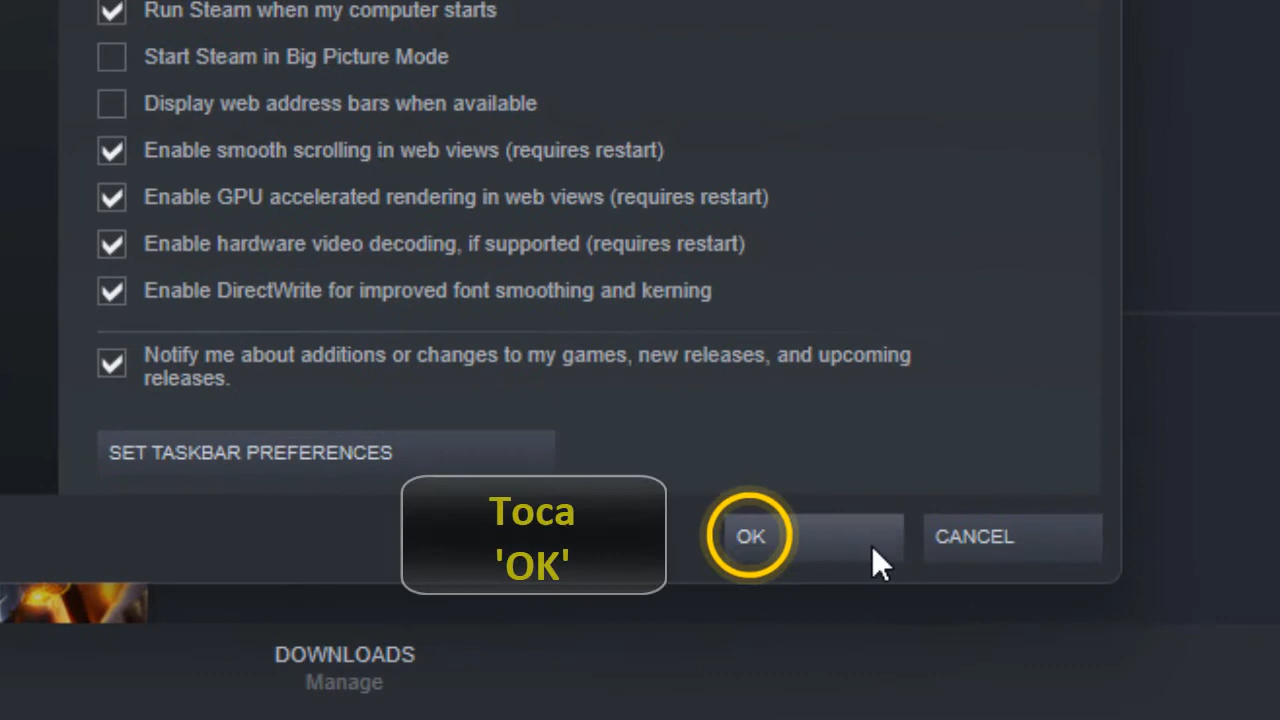 Run Steam when my computer starts
Start Steam in Big Picture Mode
Display web address bars when available
Enable smooth scrolling in web views (requires restart)
Enable GPU accelerated rendering in web views (requires restart)
Enable hardware video decoding, if supported (requires restart)
Enable DirectWrite for improved font smoothing and kerning
Notify me about additions or changes to my games, new releases, and upcoming
releases.
SET TASKBAR PREFERENCES
Toca
'OK'
OK
CANCEL
DOWNLOADS
Manage